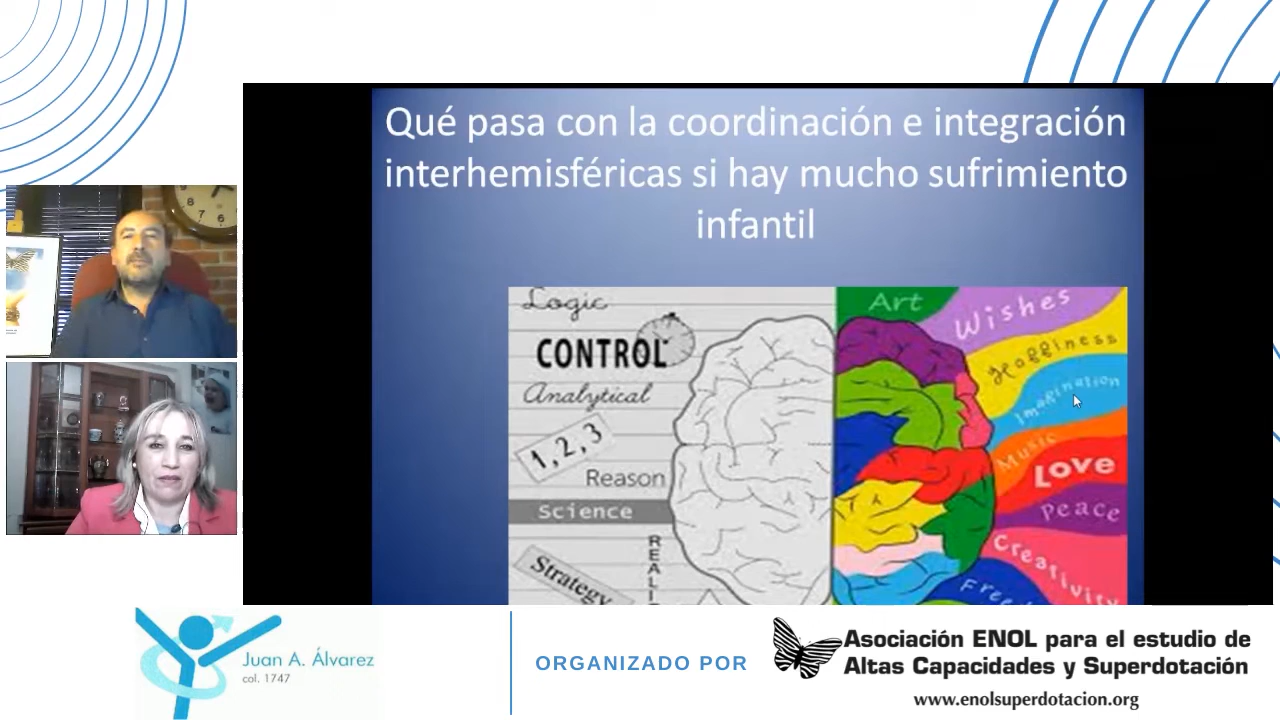 Qué pasa con la coordinación e integración
interhemisféricas si hay mucho sufrimiento
infantil
Logic
CONTROL
Analytical
1, 2, 3
Reason
Science
Strategy
Art
Wishes
Happiness
Imagination
Music
LOVE
Peace
Creativity
Juan A. Álvarez
col. 1747
ORGANIZADO POR
Asociación ENOL para el estudio de
Altas Capacidades y Superdotación
www.enolsuperdotacion.org